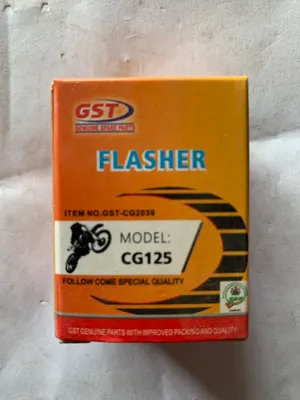 GST
GENUINE SPARE PARTS
FLASHER
ITEM NO.GST-CG2039
MODEL:
CG125
FOLLOW COME SPECIAL QUALITY
GST GENUINE PARTS WITH IMPROVED PACKING AND QUALITY